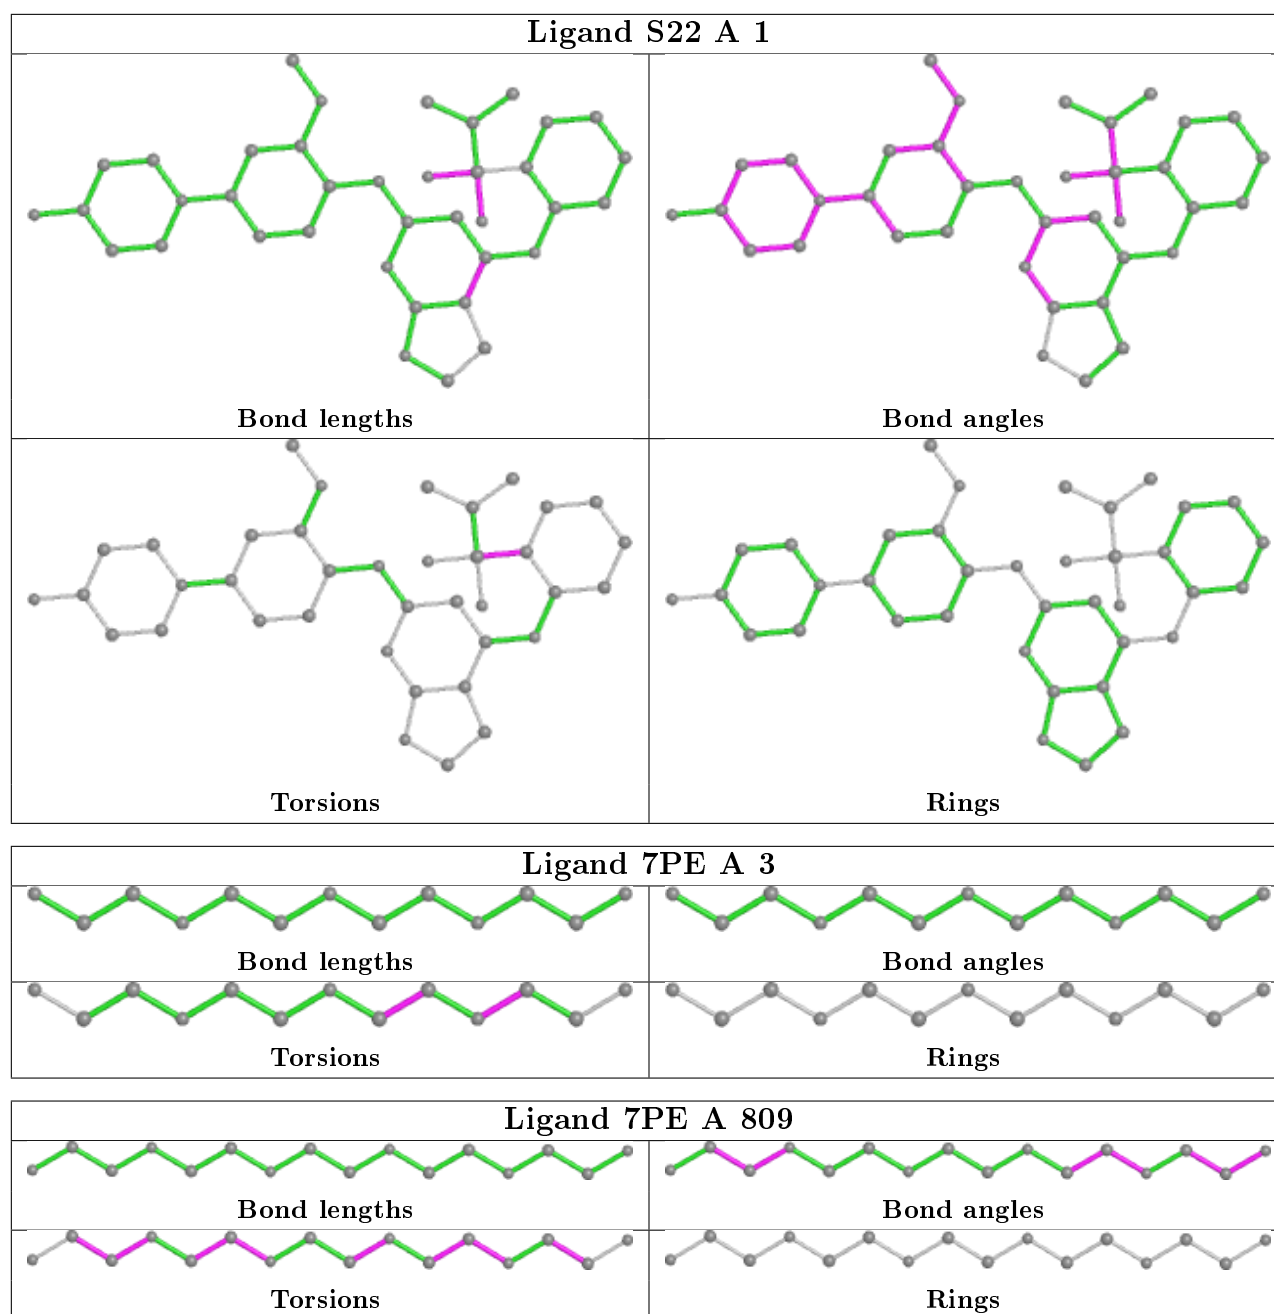 Ligand S22 A 1
Bond lengths
Bond angles
Torsions
Rings
Ligand 7PE A 3
Bond lengths
Bond angles
Torsions
Rings
Ligand 7PE A 809
Bond lengths
Bond angles
Torsions
Rings